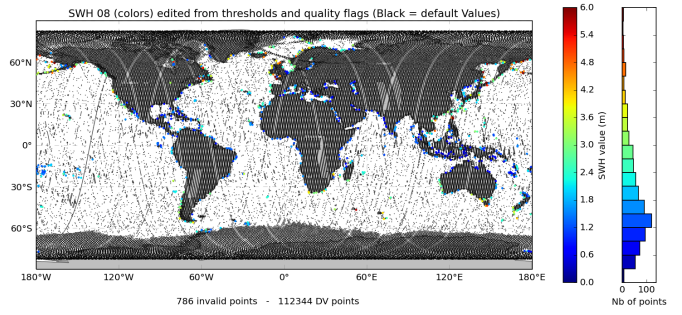 SWH 08 (colors) edited from thresholds and quality flags (Black = default Values)
60°N
30°N
0°
30°S
60°S
180°W 120°W 60°W 0° 60°E 120°E 180°E
786 invalid points - 112344 DV points
6.0
5.4
4.8
4.2
3.6
3.0
2.4
1.8
1.2
0.6
0.0
SWH value (m)
0 100
Nb of points